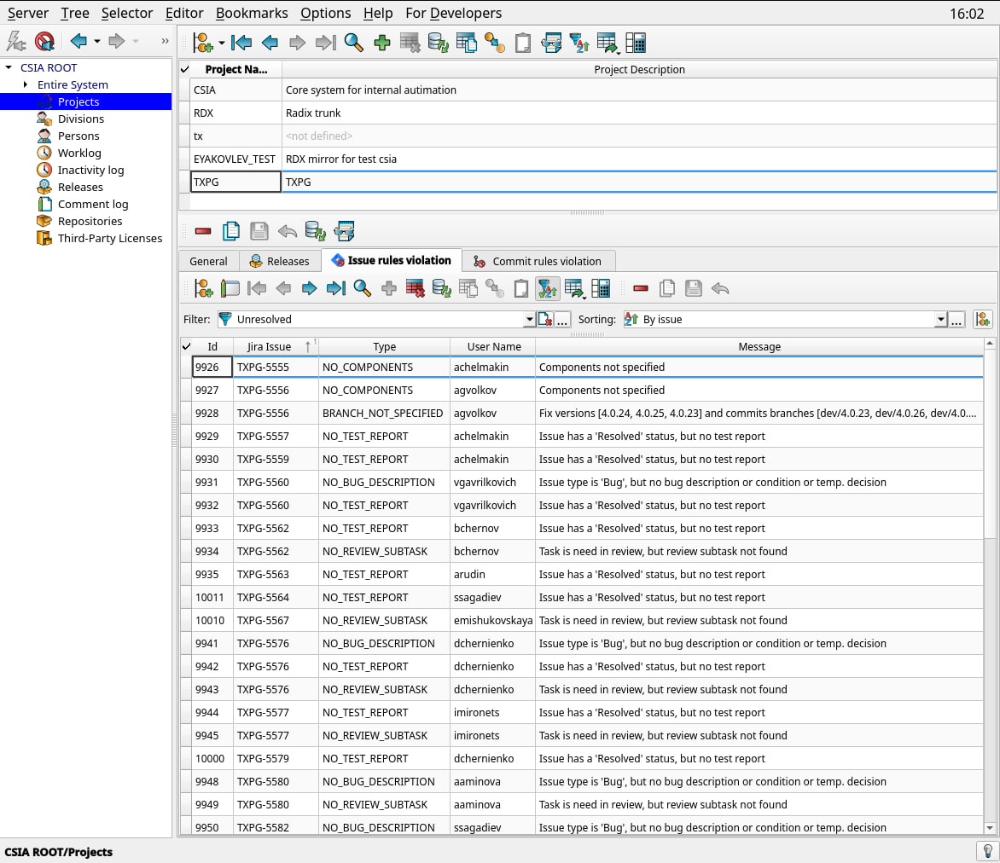 Server Tree Selector Editor Bookmarks Options Help For Developers 16:02
»
CSIA ROOT
Entire System
Projects
Divisions
Persons
Worklog
Inactivity log
Releases
Comment log
Repositories
Third-Party Licenses
Project Na... Project Description
CSIA Core system for internal autimation
RDX Radix trunk
tx <not defined>
EYAKOVLEV_TEST RDX mirror for test csia
TXPG TXPG
General Releases Issue rules violation Commit rules violation
Filter: Unresolved ... Sorting: By issue ...
Id Jira Issue 1 Type User Name Message
9926 TXPG-5555 NO_COMPONENTS achelmakin Components not specified
9927 TXPG-5556 NO_COMPONENTS agvolkov Components not specified
9928 TXPG-5556 BRANCH_NOT_SPECIFIED agvolkov Fix versions [4.0.24, 4.0.25, 4.0.23] and commits branches [dev/4.0.23, dev/4.0.26, dev/4.0....
9929 TXPG-5557 NO_TEST_REPORT achelmakin Issue has a 'Resolved' status, but no test report
9930 TXPG-5559 NO_TEST_REPORT achelmakin Issue has a 'Resolved' status, but no test report
9931 TXPG-5560 NO_BUG_DESCRIPTION vgavrilkovich Issue type is 'Bug', but no bug description or condition or temp. decision
9932 TXPG-5560 NO_TEST_REPORT vgavrilkovich Issue has a 'Resolved' status, but no test report
9933 TXPG-5562 NO_TEST_REPORT bchernov Issue has a 'Resolved' status, but no test report
9934 TXPG-5562 NO_REVIEW_SUBTASK bchernov Task is need in review, but review subtask not found
9935 TXPG-5563 NO_TEST_REPORT arudin Issue has a 'Resolved' status, but no test report
10011 TXPG-5564 NO_TEST_REPORT ssagadiev Issue has a 'Resolved' status, but no test report
10010 TXPG-5567 NO_REVIEW_SUBTASK emishukovskaya Task is need in review, but review subtask not found
9941 TXPG-5576 NO_BUG_DESCRIPTION dchernienko Issue type is 'Bug', but no bug description or condition or temp. decision
9942 TXPG-5576 NO_TEST_REPORT dchernienko Issue has a 'Resolved' status, but no test report
9943 TXPG-5576 NO_REVIEW_SUBTASK dchernienko Task is need in review, but review subtask not found
9944 TXPG-5577 NO_TEST_REPORT imironets Issue has a 'Resolved' status, but no test report
9945 TXPG-5577 NO_REVIEW_SUBTASK imironets Task is need in review, but review subtask not found
10000 TXPG-5579 NO_TEST_REPORT dchernienko Issue has a 'Resolved' status, but no test report
9948 TXPG-5580 NO_BUG_DESCRIPTION aaminova Issue type is 'Bug', but no bug description or condition or temp. decision
9949 TXPG-5580 NO_REVIEW_SUBTASK aaminova Task is need in review, but review subtask not found
9950 TXPG-5582 NO_BUG_DESCRIPTION ssagadiev Issue type is 'Bug', but no bug description or condition or temp. decision
CSIA ROOT/Projects